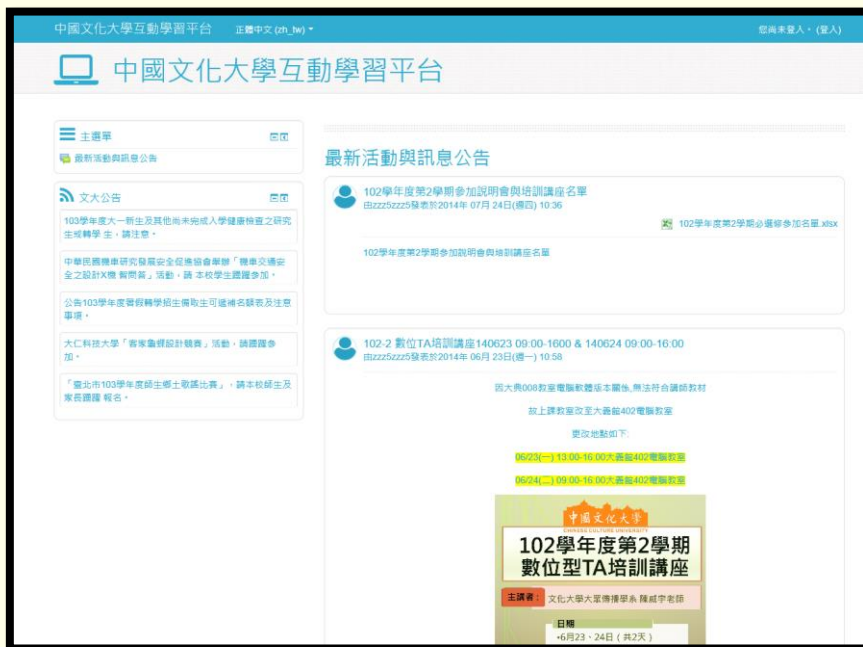 中國文化大學互動學習平台
正體中文 (zh_tw)
您尚未登入。(登入)
中國文化大學互動學習平台
主選單
最新活動與訊息公告
文大公告
103學年度大一新生及其他尚未完成入學健康檢查之研究
生或轉學 生，請注意。
中華民國機車研究發展安全促進協會舉辦「機車交通安
全之設計X機 智問答」活動，請 本校學生踴躍參加。
公告103學年度暑假轉學招生備取生可遞補名額表及注意
事項。
大仁科技大學「客家龜粿設計競賽」活動，請踴躍參
加。
「臺北市103學年度師生鄉土歌謠比賽」，請本校師生及
家長踴躍 報名。
最新活動與訊息公告
102學年度第2學期參加說明會與培訓講座名單
由zzz5zzz5發表於2014年 07月 24日(週四) 10:36
102學年度第2學期必選修參加名單.xlsx
102學年度第2學期參加說明會與培訓講座名單
102-2 數位TA培訓講座140623 09:00-1600 & 140624 09:00-16:00
由zzz5zzz5發表於2014年 06月 23日(週一) 10:58
因大典008教室電腦軟體版本關係,無法符合講師教材
故上課教室改至大義館402電腦教室
更改地點如下:
06/23(一) 13:00-16:00大義館402電腦教室
06/24(二) 09:00-16:00大義館402電腦教室
中國文化大學
CHINESE CULTURE UNIVERSITY
102學年度第2學期
數位型TA培訓講座
主講者： 文化大學大眾傳播學系 陳威宇老師
日期
•6月23、24日 ( 共2天 )